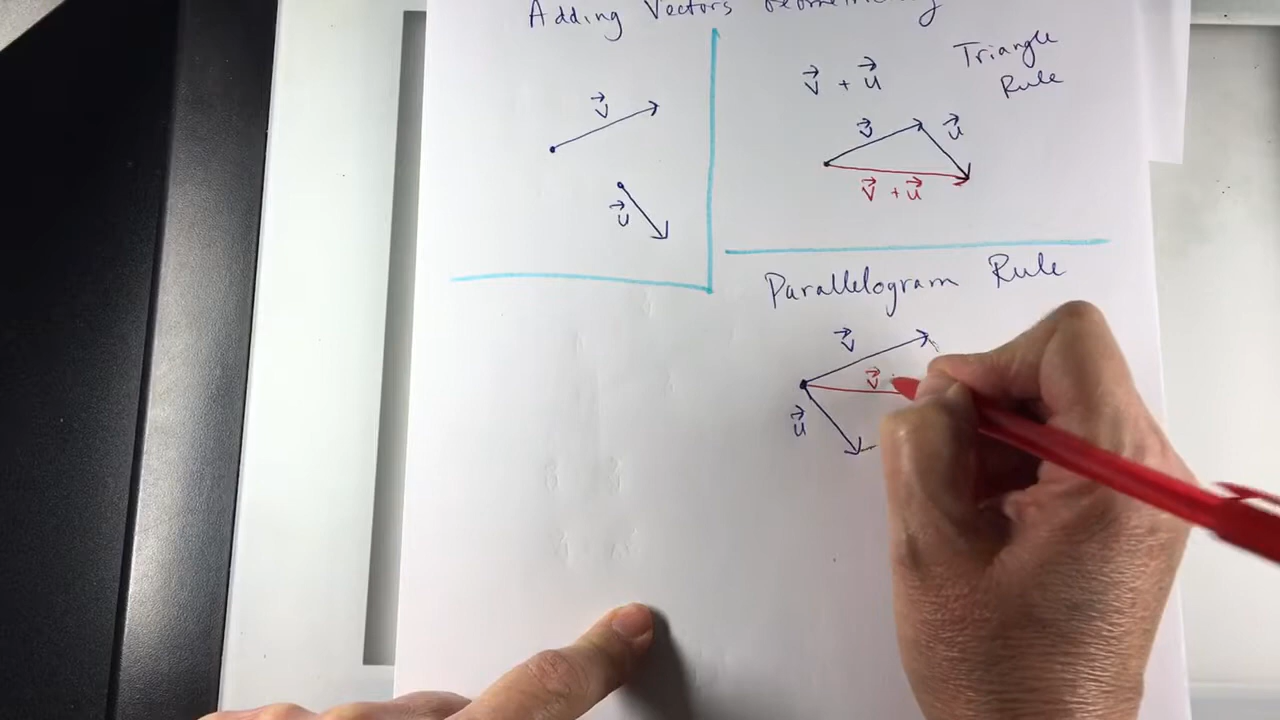 Adding Vectors
v⃗
u⃗
v⃗ + u⃗
Triangle
Rule
v⃗
u⃗
v⃗ + u⃗
Parallelogram Rule
v⃗
v⃗
u⃗